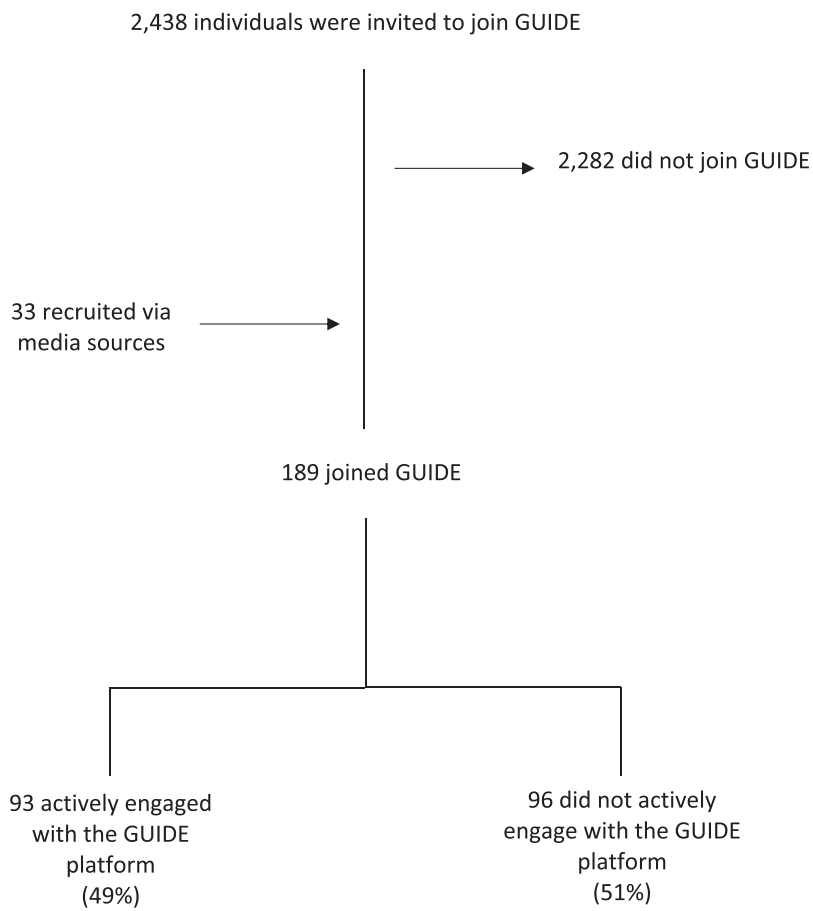 2,438 individuals were invited to join GUIDE
2,282 did not join GUIDE
33 recruited via
media sources
189 joined GUIDE
93 actively engaged
with the GUIDE
platform
(49%)
96 did not actively
engage with the GUIDE
platform
(51%)